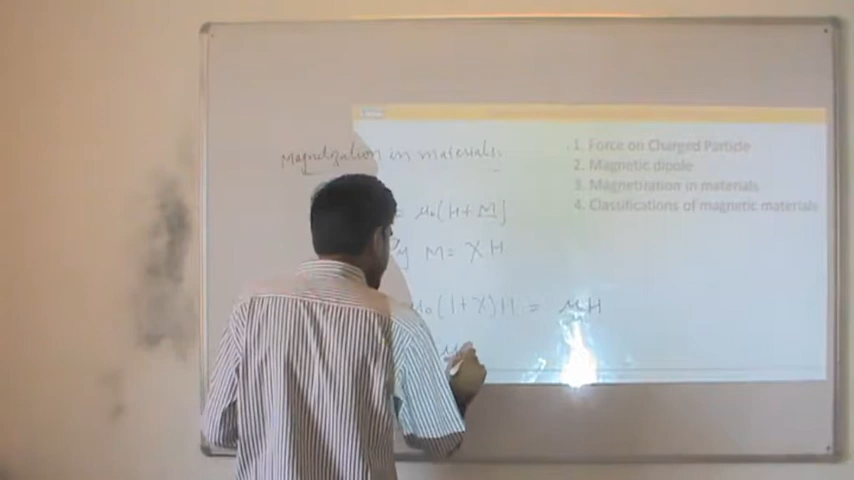 Magnetization in materials:
= μ₀(H+M]
M = χH
μ₀(1+χ)H = μH
μ
1. Force on Charged Particle
2. Magnetic dipole
3. Magnetization in materials
4. Classifications of magnetic materials